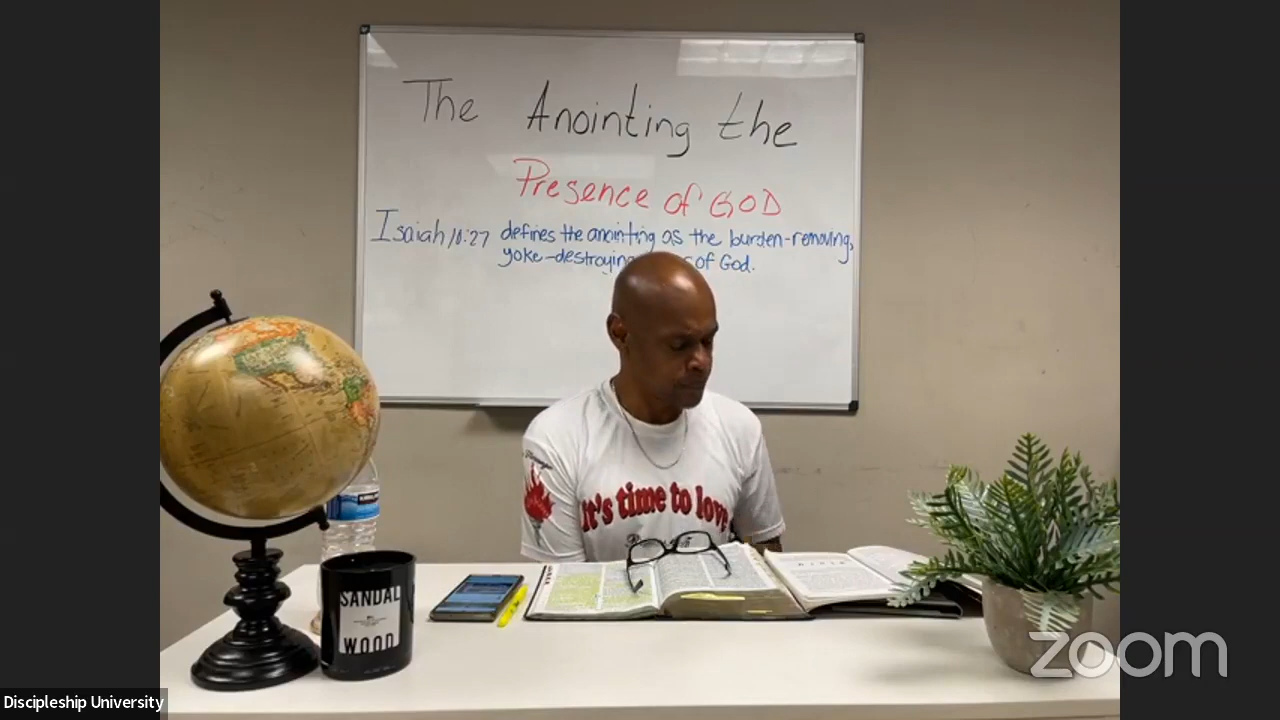 The Anointing the
Presence of GOD
Isaiah 10:27 defines the anointing as the burden-removing,
yoke-destroying of God.
It's time to love
SANDAL
WOOD
Discipleship University
zoom